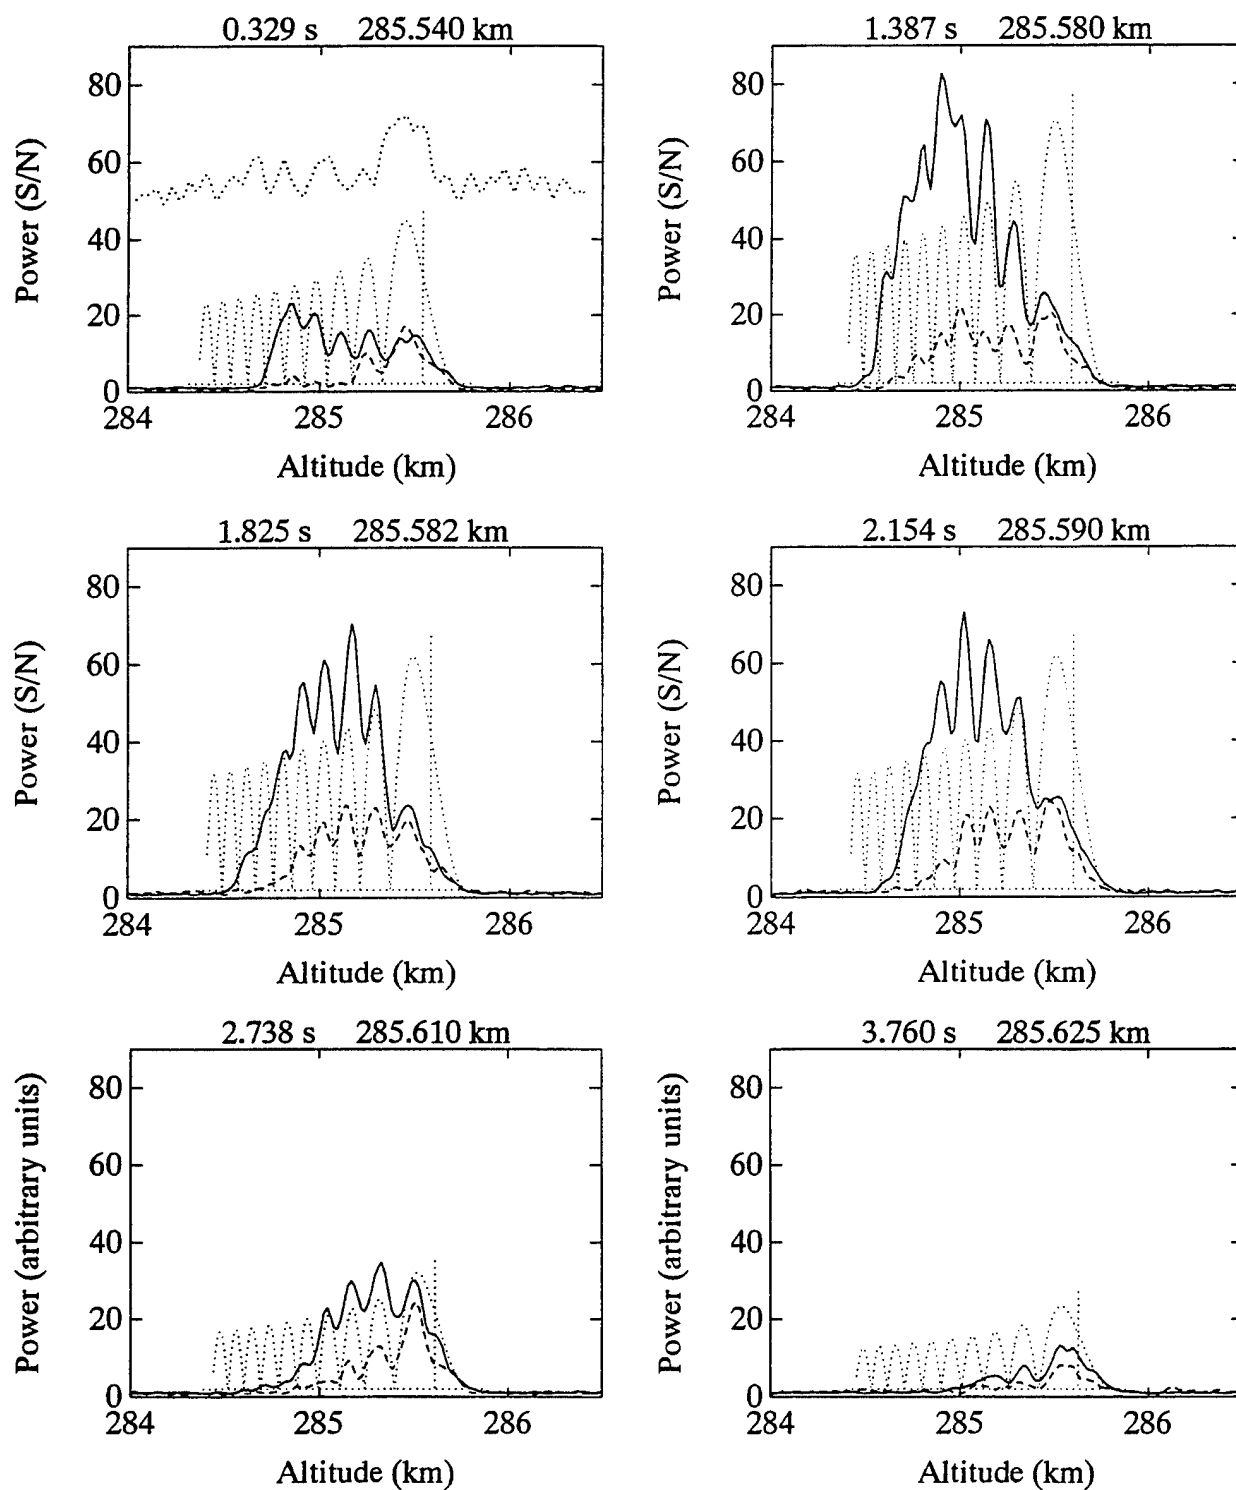 0.329 s 285.540 km
Power (S/N)
80
60
40
20
0
284 285 286
Altitude (km)
1.387 s 285.580 km
Power (S/N)
80
60
40
20
0
284 285 286
Altitude (km)
1.825 s 285.582 km
Power (S/N)
80
60
40
20
0
284 285 286
Altitude (km)
2.154 s 285.590 km
Power (S/N)
80
60
40
20
0
284 285 286
Altitude (km)
2.738 s 285.610 km
Power (arbitrary units)
80
60
40
20
0
284 285 286
Altitude (km)
3.760 s 285.625 km
Power (arbitrary units)
80
60
40
20
0
284 285 286
Altitude (km)